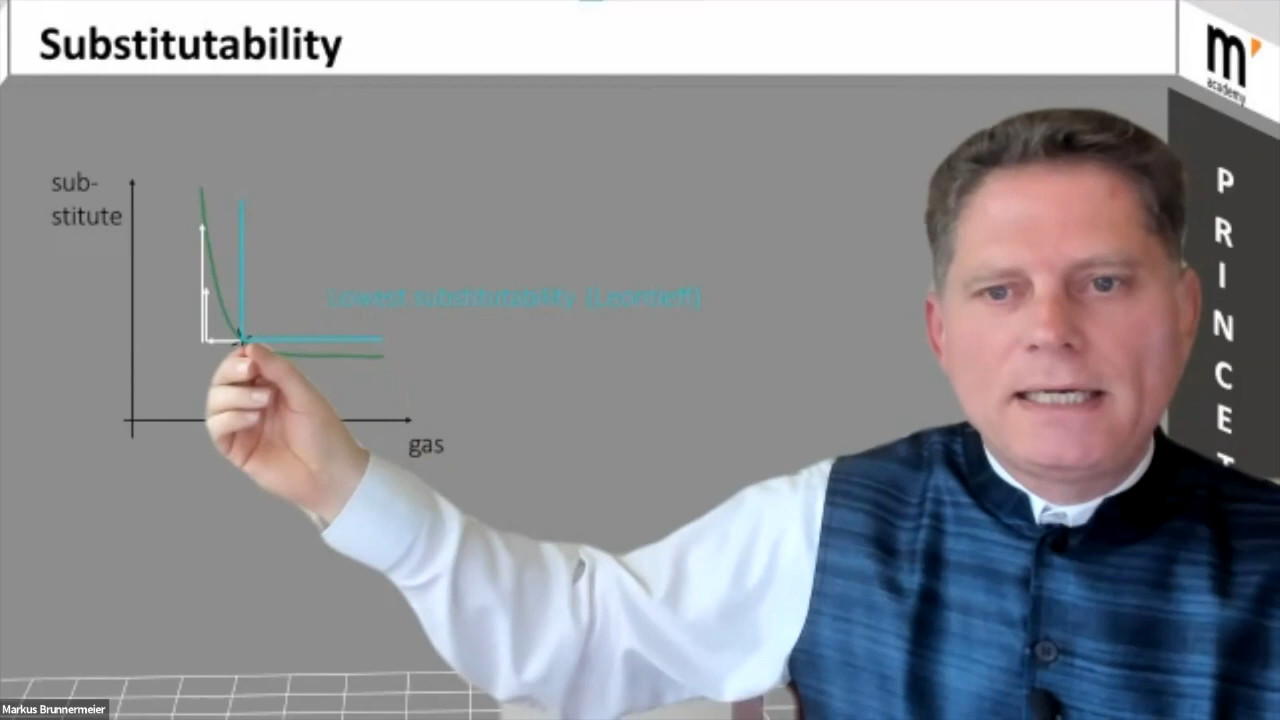 Substitutability
m'
academy
sub-
stitute
Lowest substitutability (Leontieff)
gas
P
R
I
N
C
E
T
Markus Brunnermeier